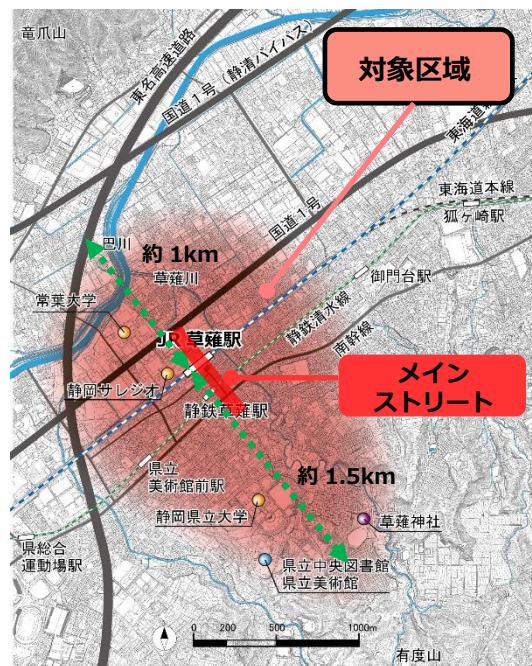 竜爪山
東名高速道路
国道１号（静清バイパス）
対象区域
東海道新
東海道本線
狐ヶ崎駅
国道１号
巴川
約 1km
草薙川
御門台駅
常葉大学
静鉄清水線
南幹線
JR 草薙駅
静岡サレジオ
メイン
ストリート
静鉄草薙駅
県立
美術館前駅
約 1.5km
静岡県立大学
草薙神社
県総合
運動場駅
県立中央図書館
県立美術館
0 200 500 1000m
有度山